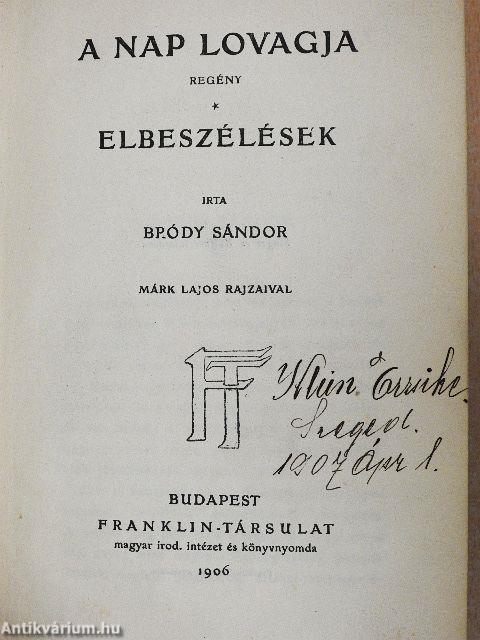 A NAP LOVAGJA
REGÉNY
*
ELBESZÉLÉSEK
IRTA
BRÓDY SÁNDOR
MÁRK LAJOS RAJZAIVAL
FT
Klein Erzsike
Szeged.
1907 Ápr 1.
BUDAPEST
FRANKLIN-TÁRSULAT
magyar irod. intézet és könyvnyomda
1906
Antikvárium.hu